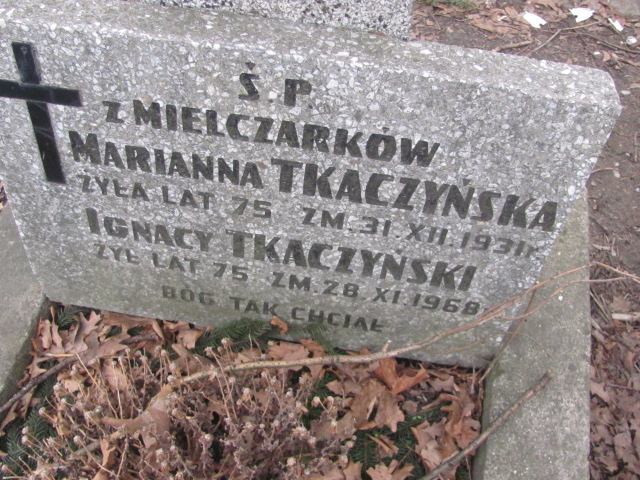 Ś.P.
Z MIELCZARKÓW
MARIANNA TKACZYŃSKA
ŻYŁA LAT 75 ZM.31.XII.1931R
IGNACY TKACZYŃSKI
ŻYŁ LAT 75 ZM.28.XI.1968
BÓG TAK CHCIAŁ